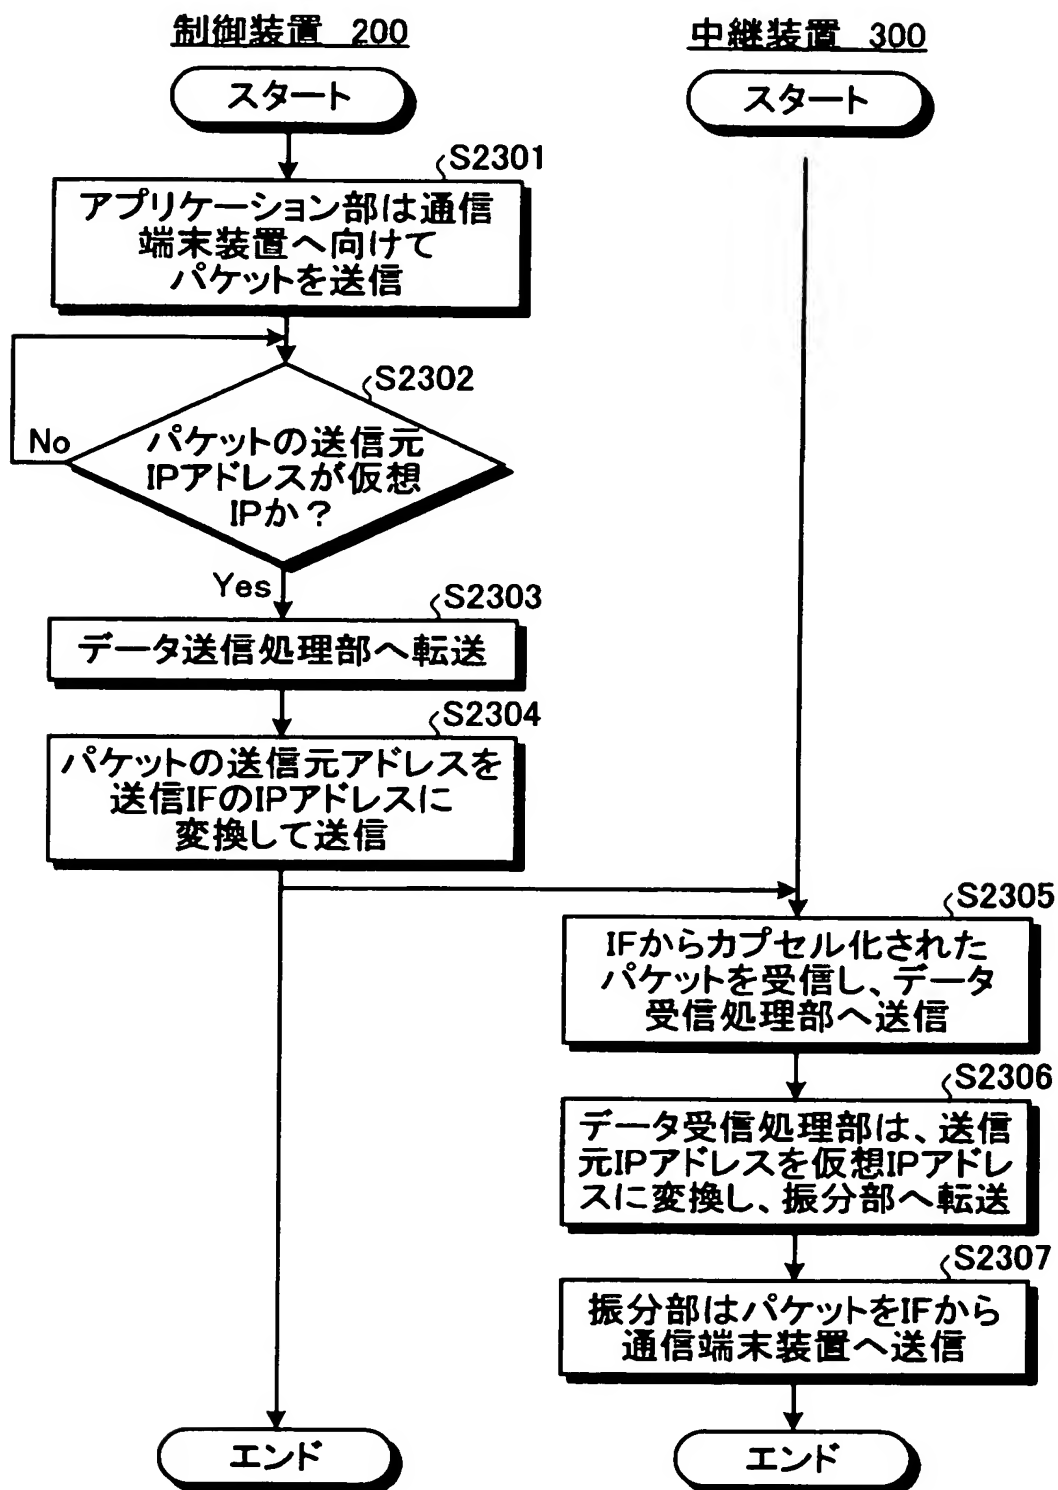 制御装置 200
スタート
S2301
アプリケーション部は通信
端末装置へ向けて
パケットを送信
S2302
No
パケットの送信元
IPアドレスが仮想
IPか?
Yes
S2303
データ送信処理部へ転送
S2304
パケットの送信元アドレスを
送信IFのIPアドレスに
変換して送信
エンド
中継装置 300
スタート
S2305
IFからカプセル化された
パケットを受信し、データ
受信処理部へ送信
S2306
データ受信処理部は、送信
元IPアドレスを仮想IPアドレ
スに変換し、振分部へ転送
S2307
振分部はパケットをIFから
通信端末装置へ送信
エンド